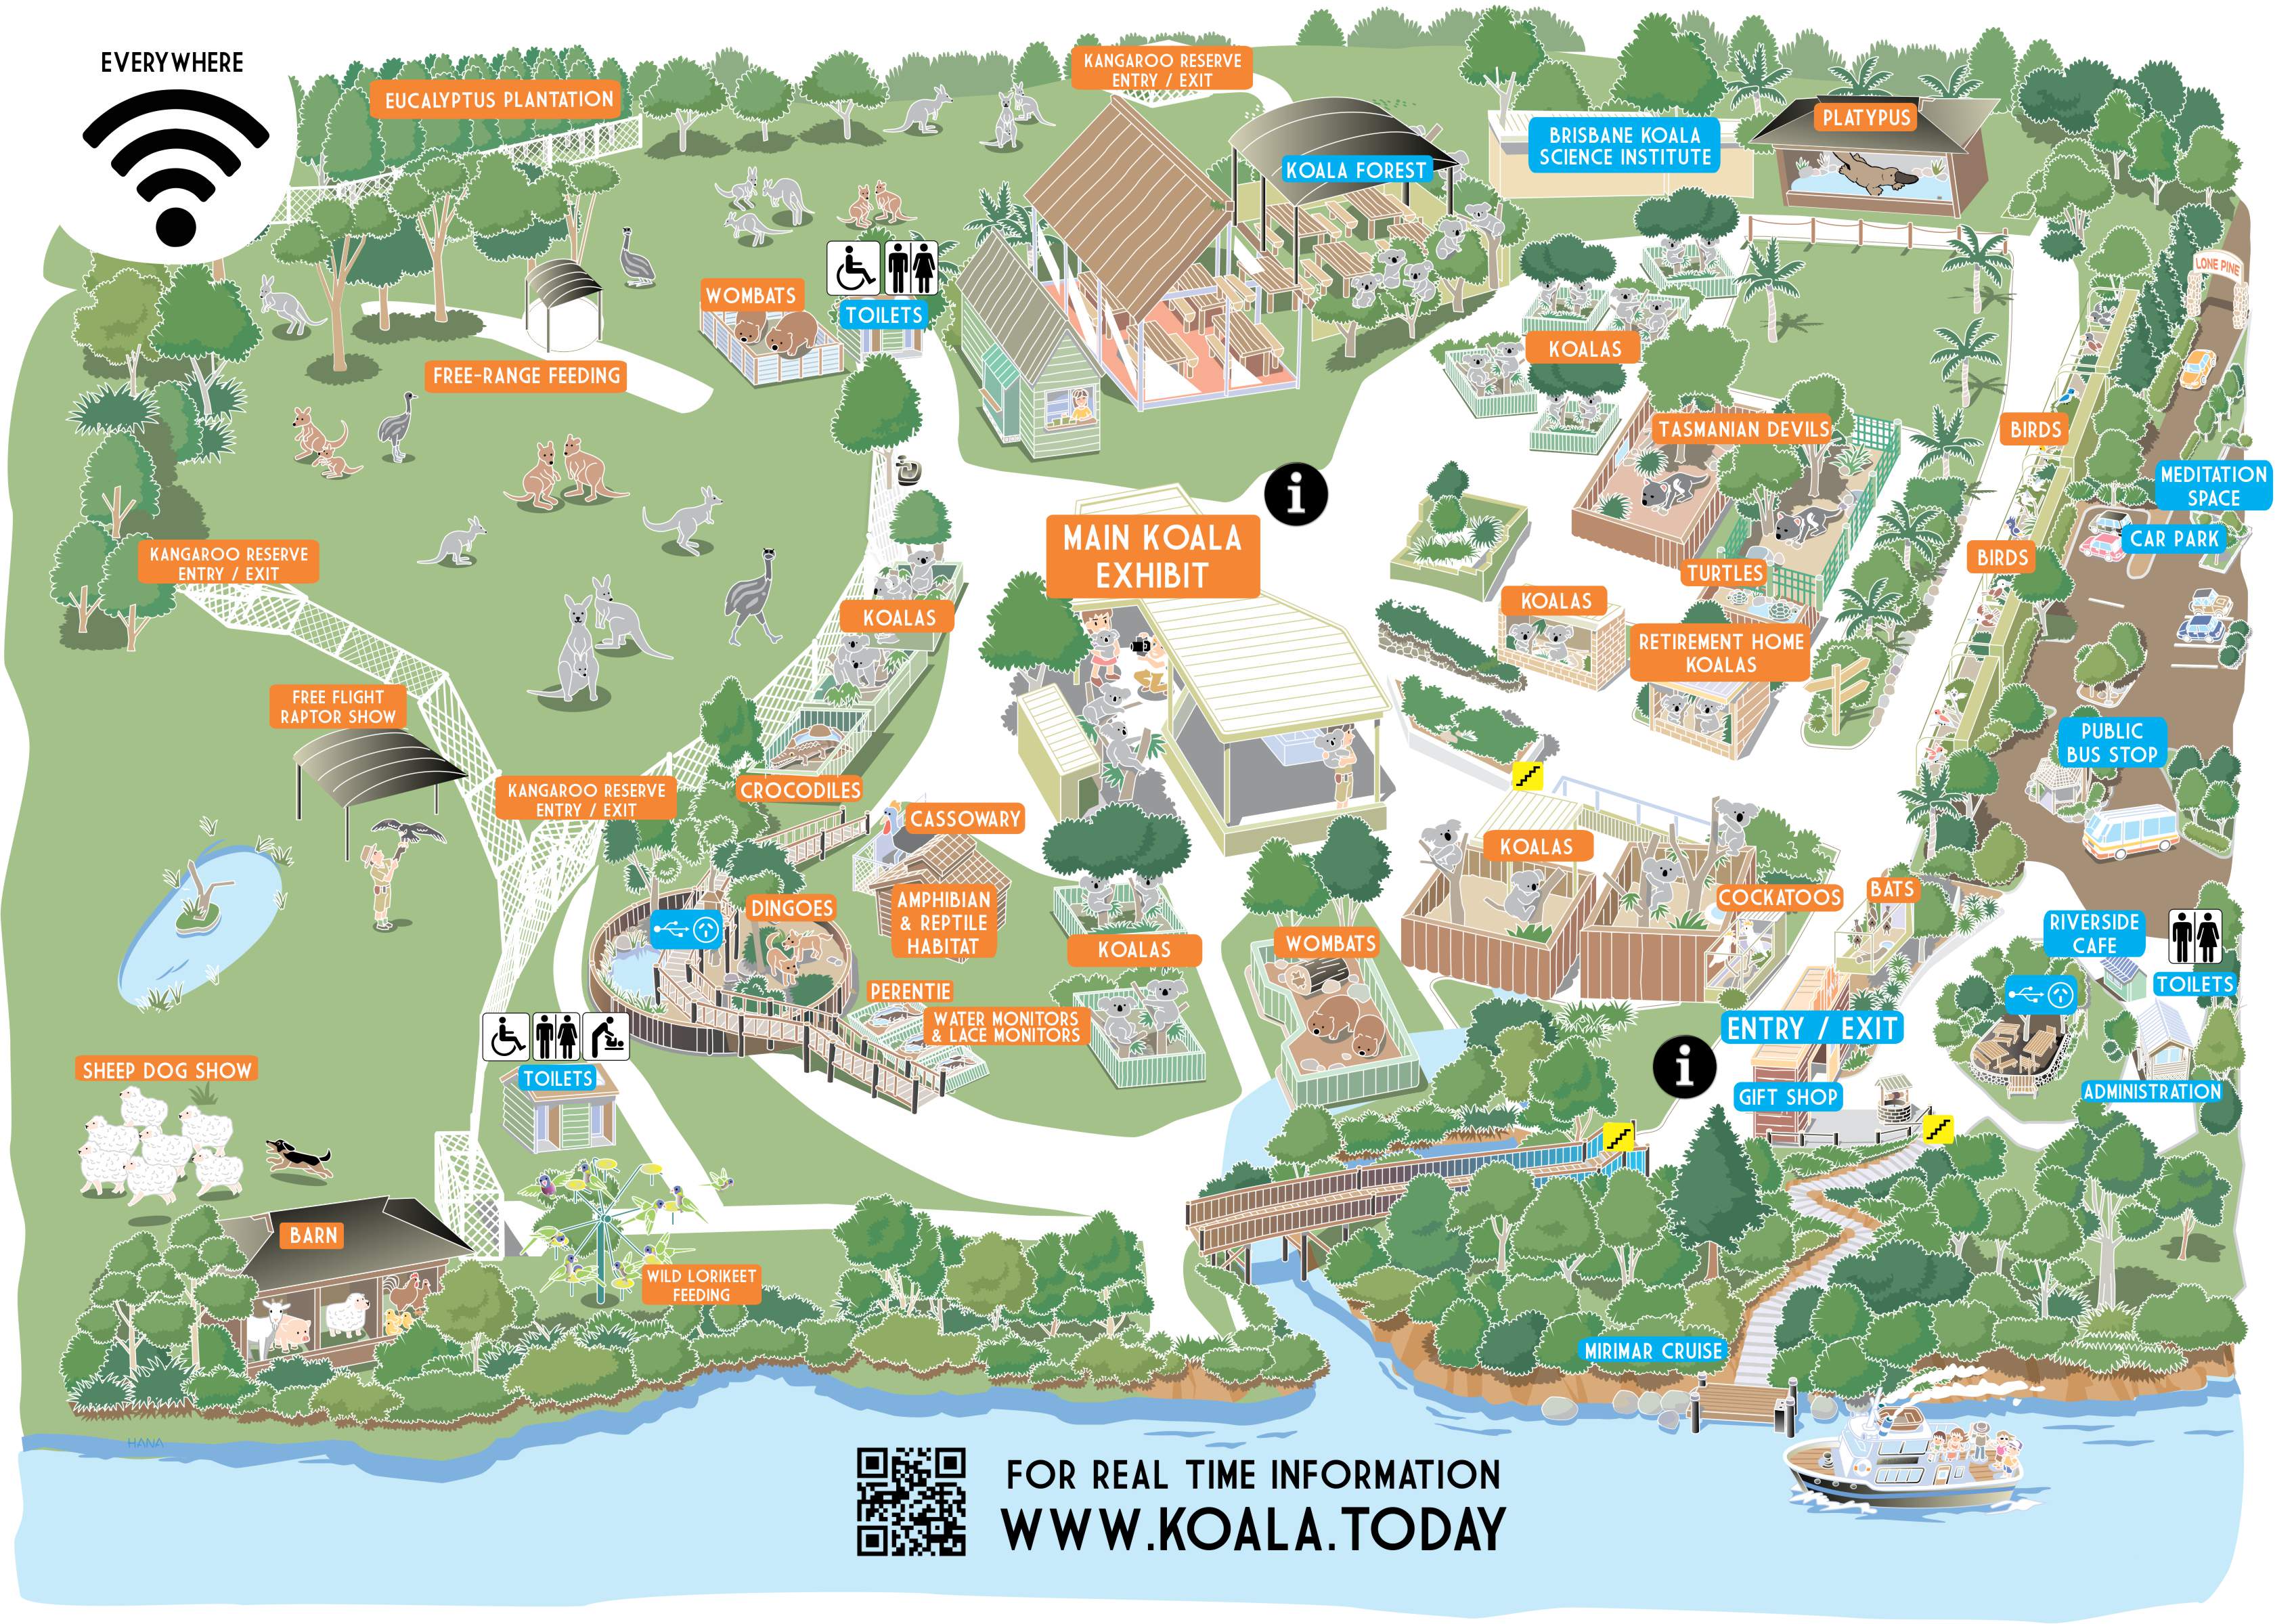 EVERYWHERE
EUCALYPTUS PLANTATION
KANGAROO RESERVE
ENTRY / EXIT
KOALA FOREST
BRISBANE KOALA
SCIENCE INSTITUTE
PLATYPUS
LONE PINE
WOMBATS
TOILETS
FREE-RANGE FEEDING
KOALAS
TASMANIAN DEVILS
BIRDS
MEDITATION
SPACE
CAR PARK
i
MAIN KOALA
EXHIBIT
KANGAROO RESERVE
ENTRY / EXIT
BIRDS
TURTLES
KOALAS
KOALAS
RETIREMENT HOME
KOALAS
FREE FLIGHT
RAPTOR SHOW
PUBLIC
BUS STOP
KANGAROO RESERVE
ENTRY / EXIT
CROCODILES
CASSOWARY
KOALAS
DINGOES
AMPHIBIAN
& REPTILE
HABITAT
KOALAS
WOMBATS
COCKATOOS
BATS
RIVERSIDE
CAFE
TOILETS
PERENTIE
WATER MONITORS
& LACE MONITORS
ENTRY / EXIT
i
GIFT SHOP
ADMINISTRATION
SHEEP DOG SHOW
TOILETS
BARN
WILD LORIKEET
FEEDING
MIRIMAR CRUISE
HANA
FOR REAL TIME INFORMATION
WWW.KOALA.TODAY